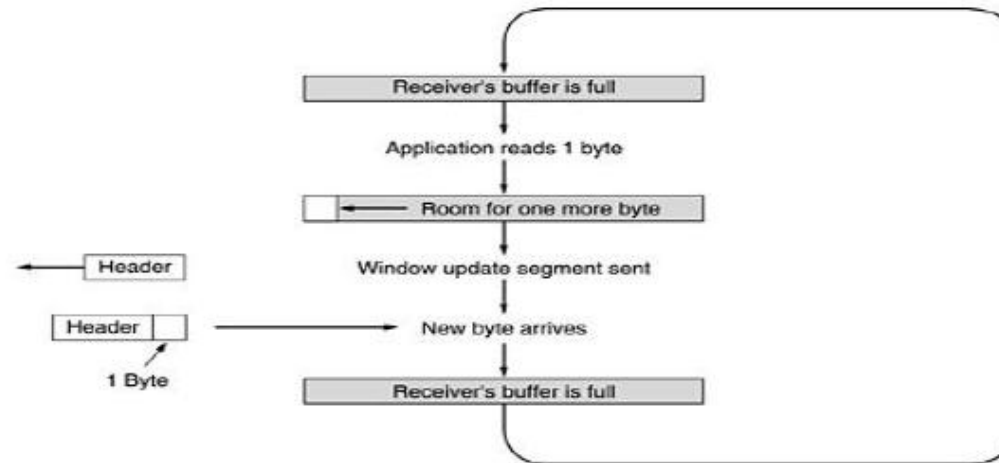 Receiver's buffer is full
Application reads 1 byte
Room for one more byte
Header
Window update segment sent
Header
New byte arrives
1 Byte
Receiver's buffer is full